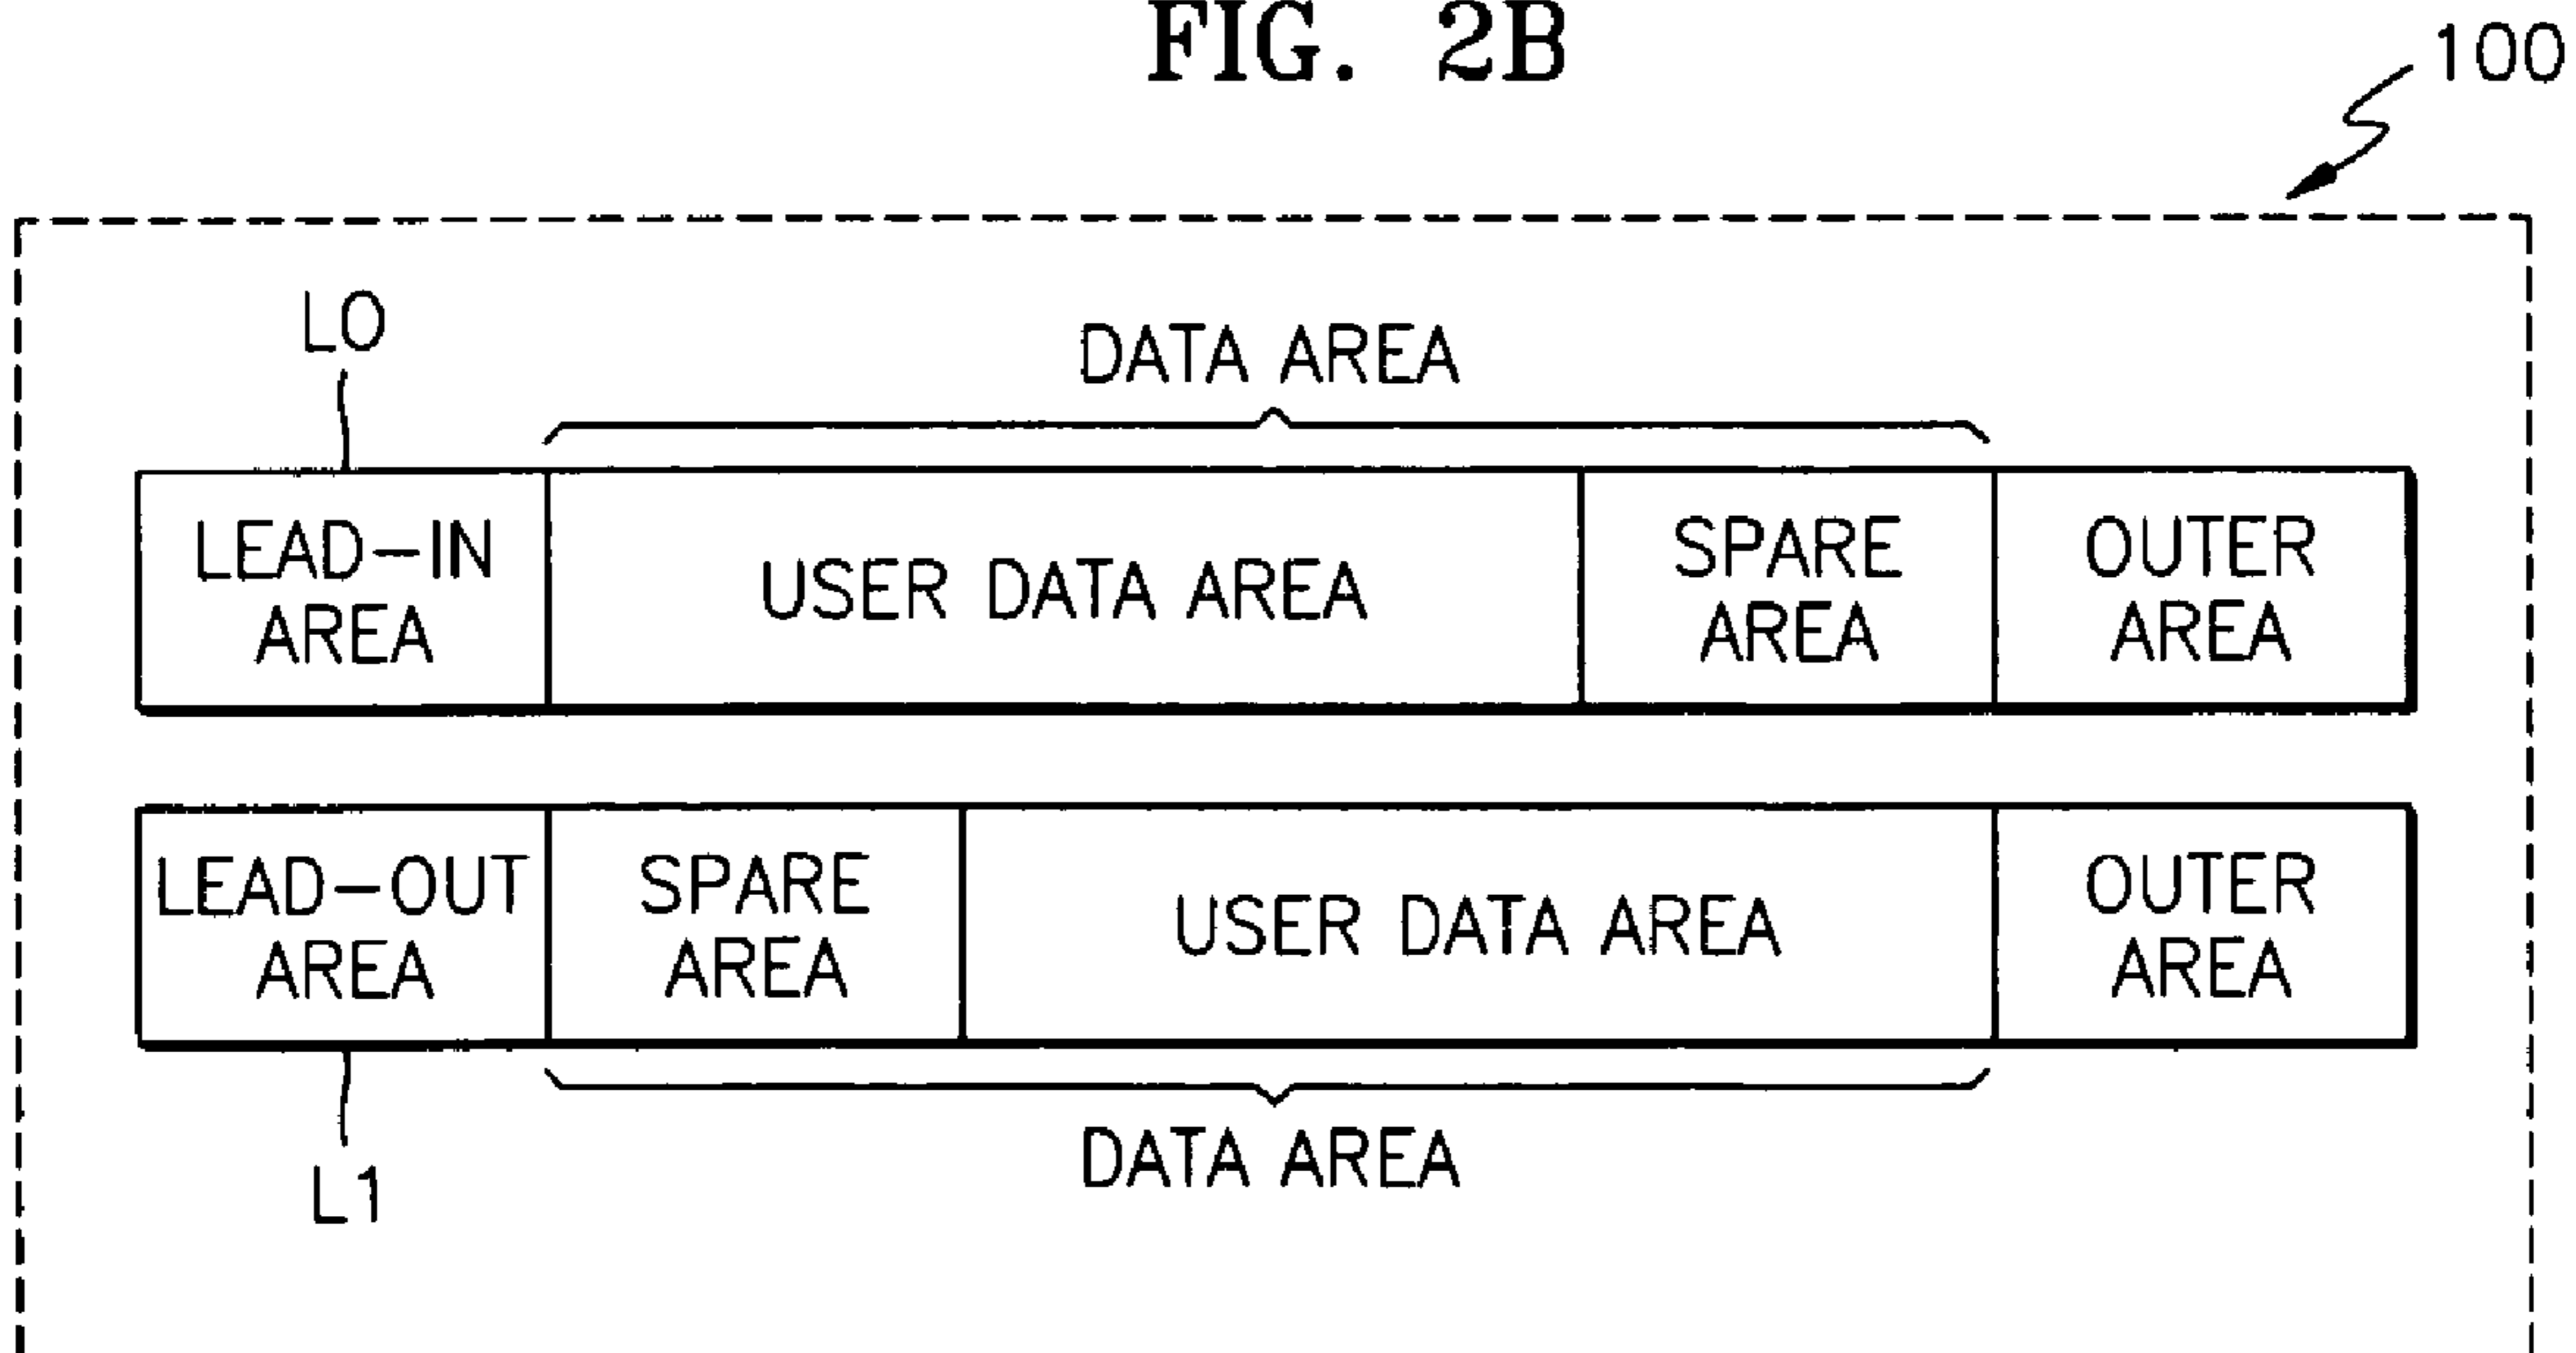 FIG. 2B
100
L0
DATA AREA
LEAD-IN
AREA
USER DATA AREA
SPARE
AREA
OUTER
AREA
LEAD-OUT
AREA
SPARE
AREA
USER DATA AREA
OUTER
AREA
DATA AREA
L1